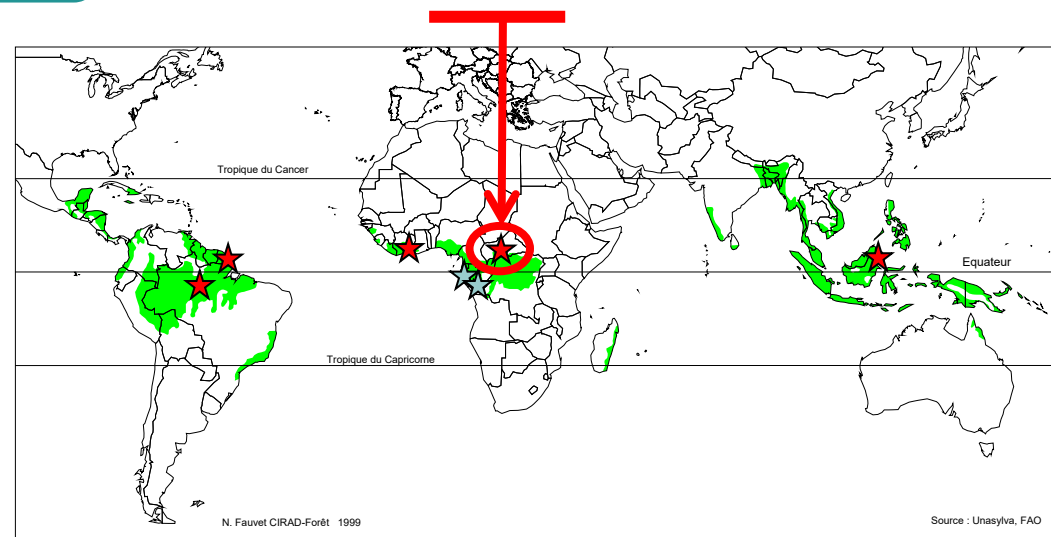 Tropique du Cancer
Equateur
Tropique du Capricorne
N. Fauvet CIRAD-Forêt 1999
Source : Unasylva, FAO